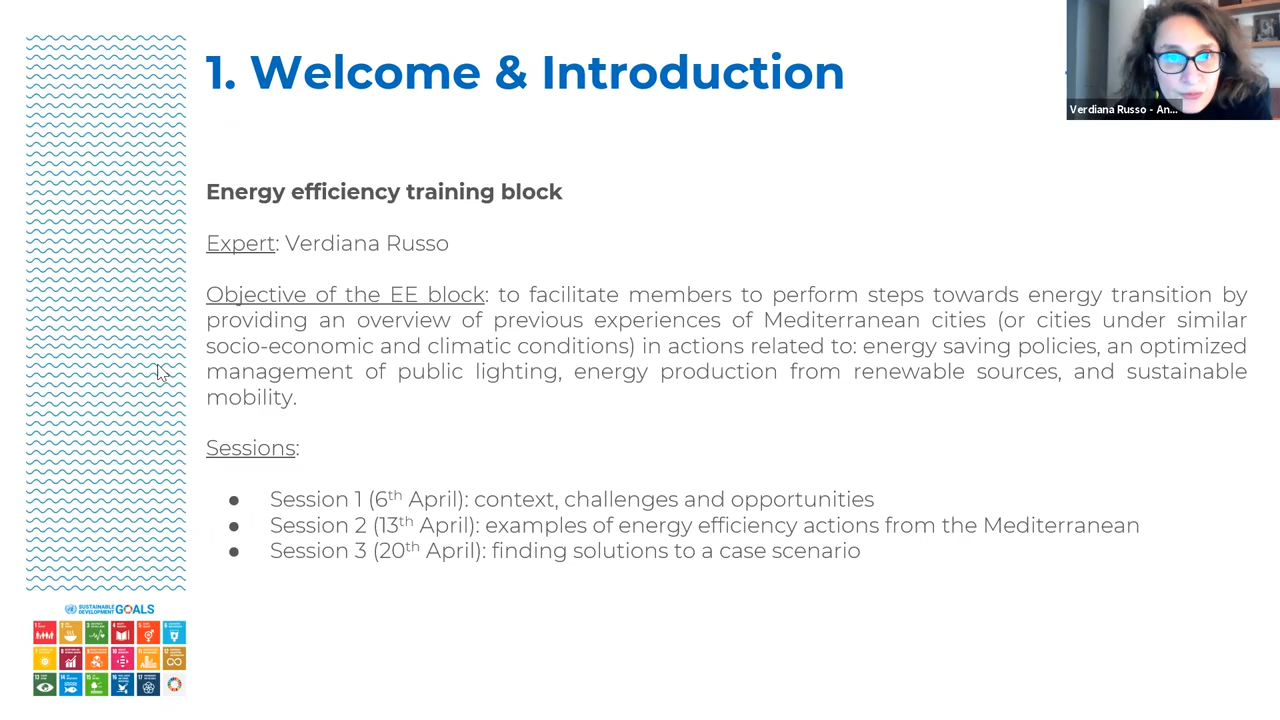 1. Welcome & Introduction
Verdiana Russo - An...
Energy efficiency training block
Expert: Verdiana Russo
Objective of the EE block: to facilitate members to perform steps towards energy transition by
providing an overview of previous experiences of Mediterranean cities (or cities under similar
socio-economic and climatic conditions) in actions related to: energy saving policies, an optimized
management of public lighting, energy production from renewable sources, and sustainable
mobility.
Sessions:
● Session 1 (6th April): context, challenges and opportunities
● Session 2 (13th April): examples of energy efficiency actions from the Mediterranean
● Session 3 (20th April): finding solutions to a case scenario
SUSTAINABLE
DEVELOPMENT GOALS